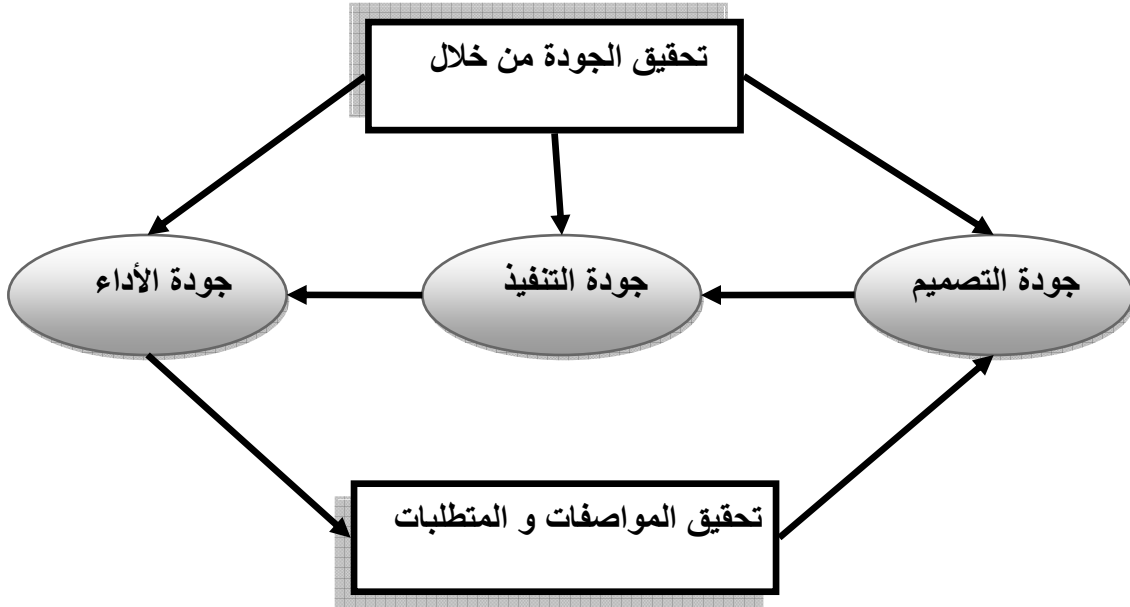 تحقيق الجودة من خلال
جودة التصميم
جودة التنفيذ
جودة الأداء
تحقيق المواصفات و المتطلبات